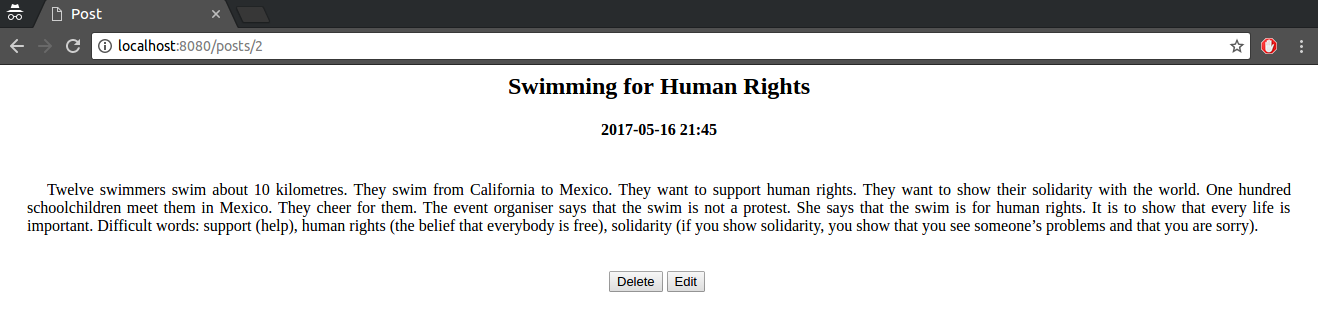 Post
localhost:8080/posts/2
Swimming for Human Rights
2017-05-16 21:45
Twelve swimmers swim about 10 kilometres. They swim from California to Mexico. They want to support human rights. They want to show their solidarity with the world. One hundred
schoolchildren meet them in Mexico. They cheer for them. The event organiser says that the swim is not a protest. She says that the swim is for human rights. It is to show that every life is
important. Difficult words: support (help), human rights (the belief that everybody is free), solidarity (if you show solidarity, you show that you see someone’s problems and that you are sorry).
Delete Edit